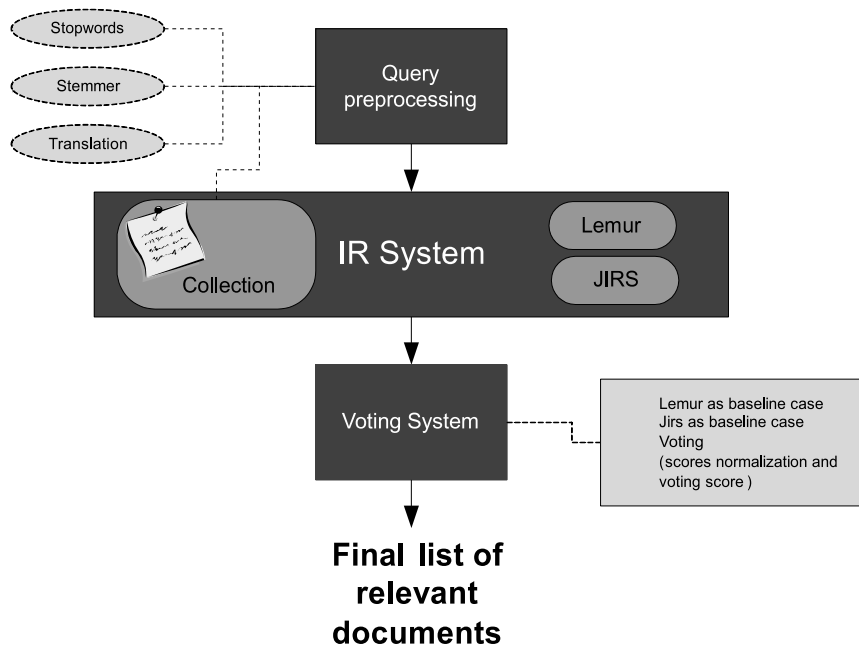 Stopwords
Stemmer
Translation
Query
preprocessing
Collection
IR System
Lemur
JIRS
Voting System
Lemur as baseline case
Jirs as baseline case
Voting
(scores normalization and
voting score )
Final list of
relevant
documents